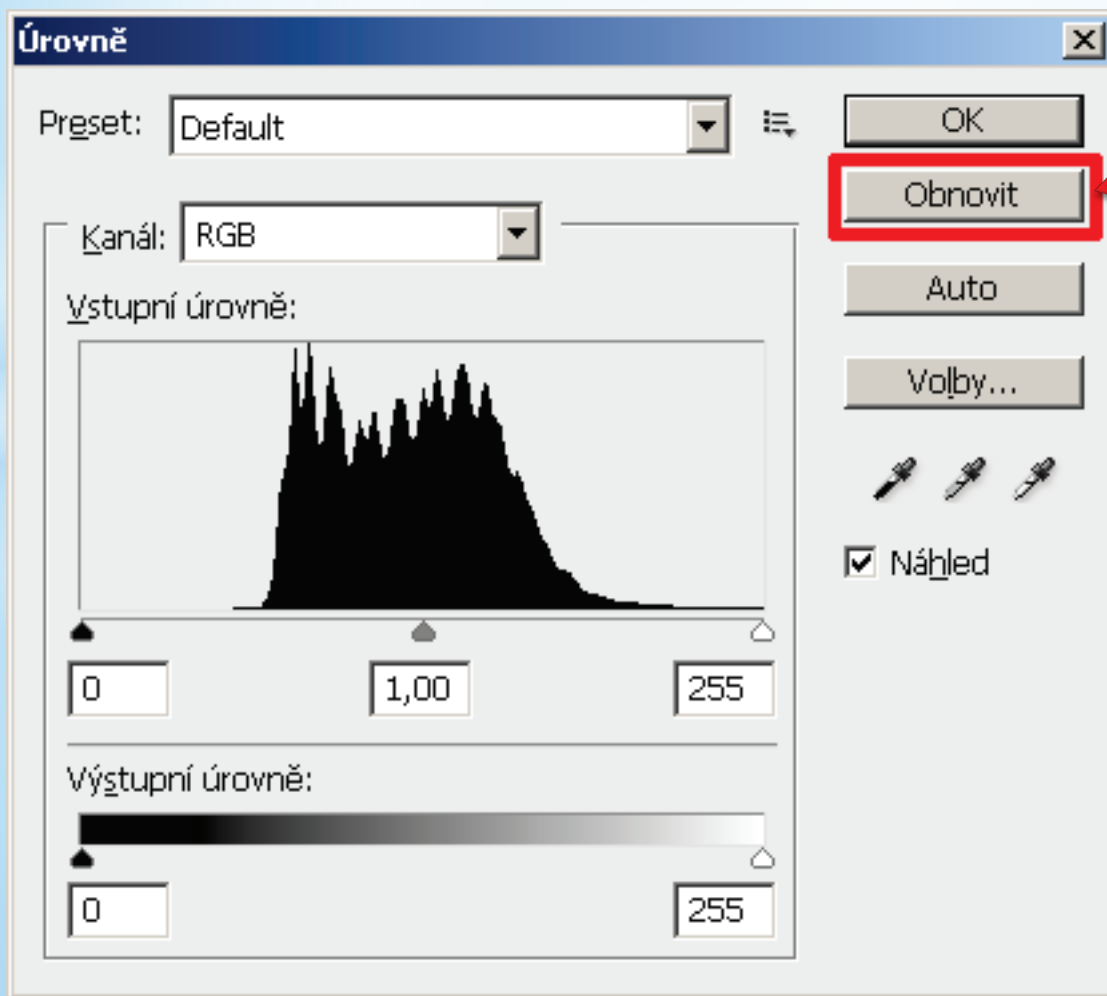 Úrovně
Preset: Default
OK
Obnovit
Kanál: RGB
Auto
Vstupní úrovně:
Volby...
Náhled
0 1,00 255
Výstupní úrovně:
0 255